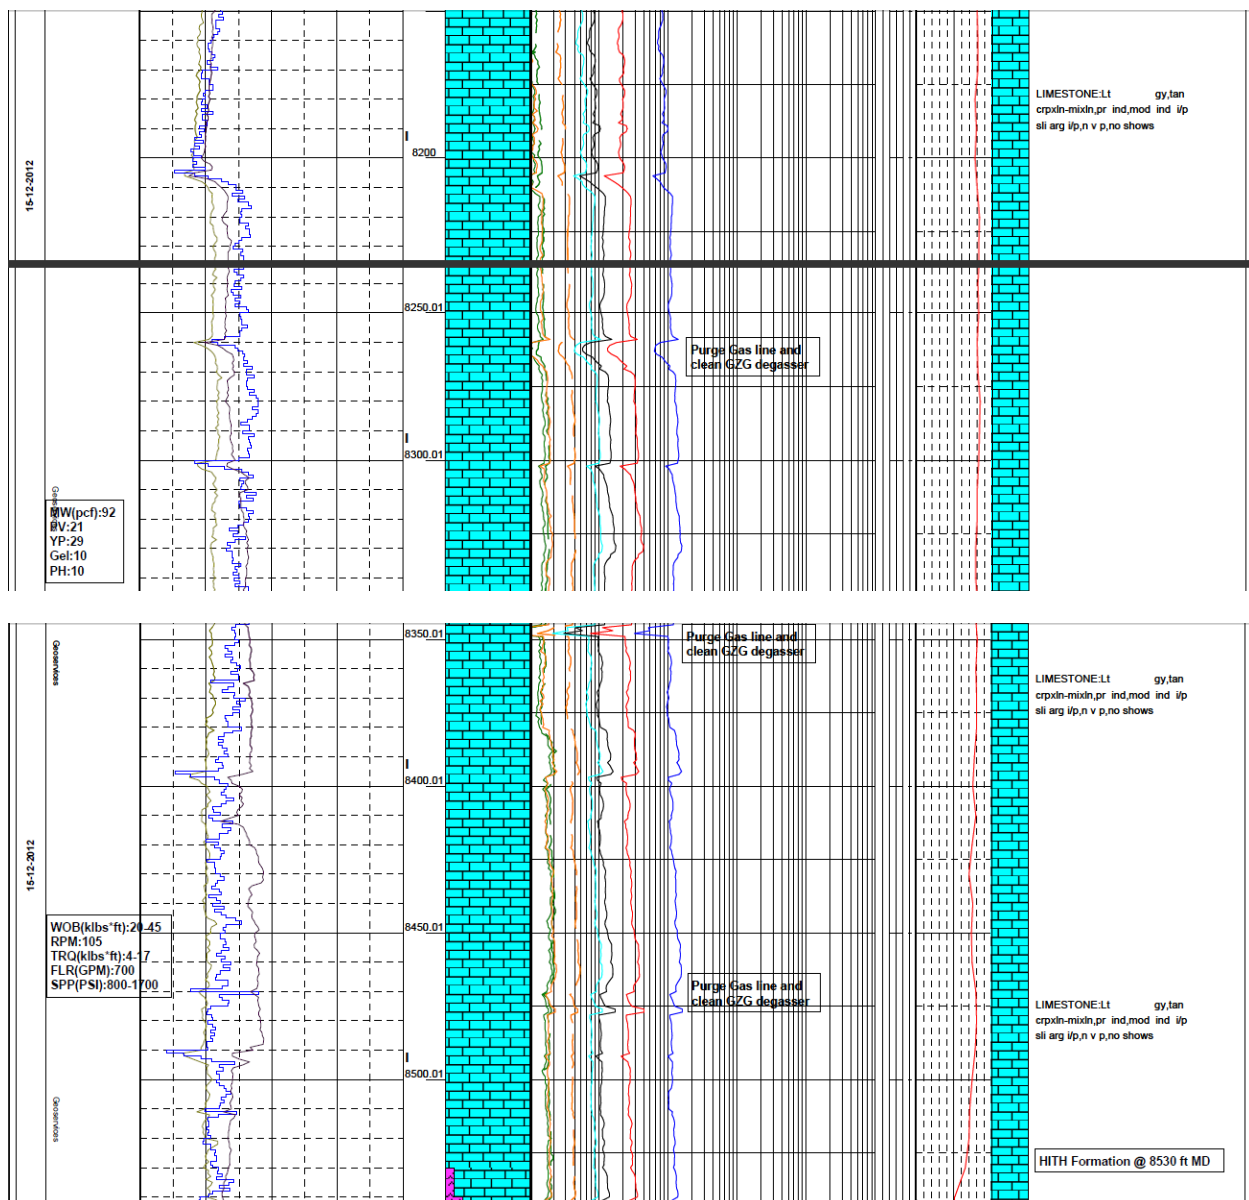 LIMESTONE:Lt gy,tan
crpxln-mixln,pr ind,mod ind i/p
sli arg i/p,n v p,no shows
8200
15-12-2012
8250.01
Purge Gas line and
clean GZG degasser
8300.01
Geoservices
MW(pcf):92
PV:21
YP:29
Gel:10
PH:10
8350.01
Purge Gas line and
clean GZG degasser
Geoservices
LIMESTONE:Lt gy,tan
crpxln-mixln,pr ind,mod ind i/p
sli arg i/p,n v p,no shows
8400.01
15-12-2012
WOB(klbs*ft):20-45
RPM:105
TRQ(klbs*ft):4-17
FLR(GPM):700
SPP(PSI):800-1700
8450.01
Purge Gas line and
clean GZG degasser
LIMESTONE:Lt gy,tan
crpxln-mixln,pr ind,mod ind i/p
sli arg i/p,n v p,no shows
8500.01
Geoservices
HITH Formation @ 8530 ft MD